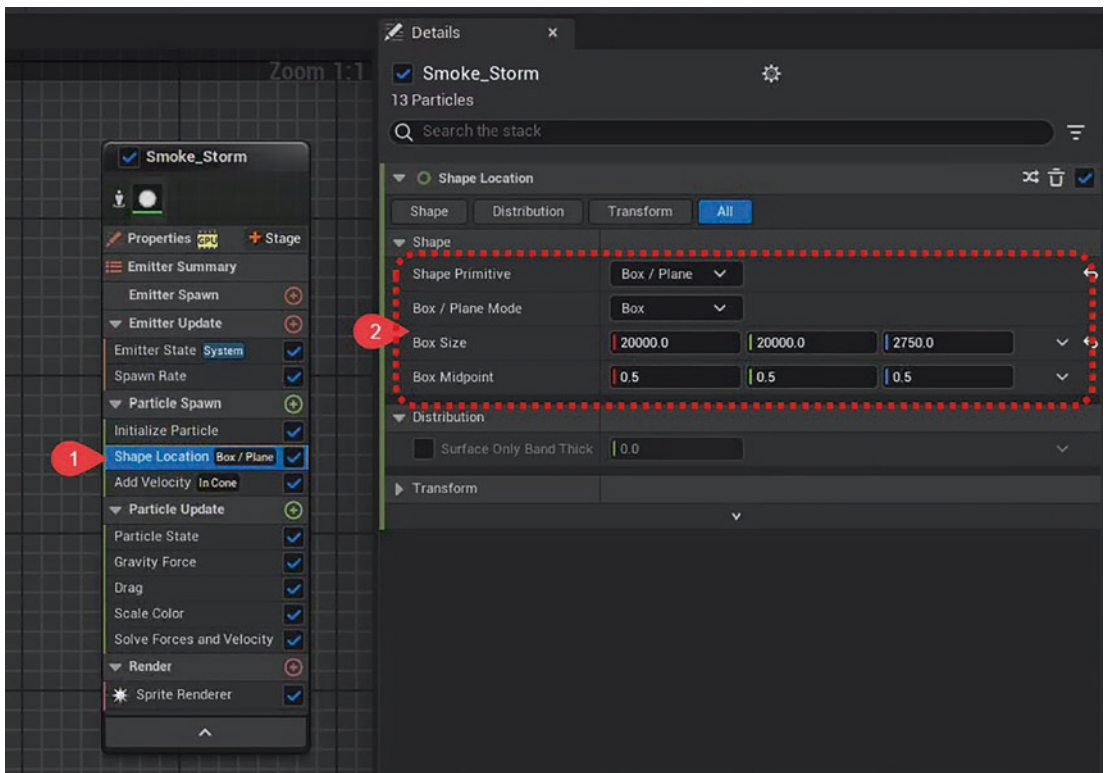 Zoom 1:1
Smoke_Storm
Properties GPU Stage
Emitter Summary
Emitter Spawn
Emitter Update
Emitter State System
Spawn Rate
Particle Spawn
Initialize Particle
1
Shape Location Box / Plane
Add Velocity In Cone
Particle Update
Particle State
Gravity Force
Drag
Scale Color
Solve Forces and Velocity
Render
Sprite Renderer
Details
Smoke_Storm
13 Particles
Search the stack
Shape Location
Shape Distribution Transform All
Shape
Shape Primitive Box / Plane
Box / Plane Mode Box
2
Box Size 20000.0 20000.0 2750.0
Box Midpoint 0.5 0.5 0.5
Distribution
Surface Only Band Thick 0.0
Transform